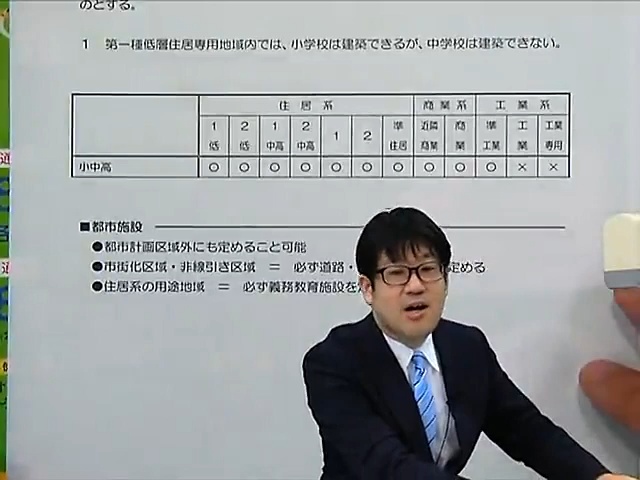 のとする。
1 第一種低層住居専用地域内では、小学校は建築できるが、中学校は建築できない。
住居系 商業系 工業系
1低 2低 1中高 2中高 1 2 準住居 近隣商業 商業 準工業 工業 工業専用
小中高 ○ ○ ○ ○ ○ ○ ○ ○ ○ ○ × ×
■都市施設
●都市計画区域外にも定めること可能
●市街化区域・非線引き区域 = 必ず道路・ 定める
●住居系の用途地域 = 必ず義務教育施設を